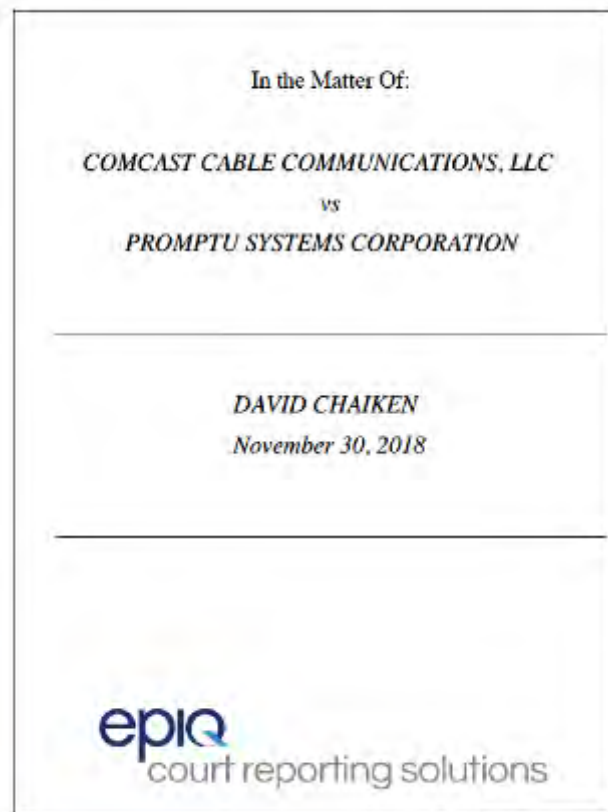 In the Matter Of:
COMCAST CABLE COMMUNICATIONS, LLC
vs
PROMPTU SYSTEMS CORPORATION
DAVID CHAIKEN
November 30, 2018
epiq
court reporting solutions